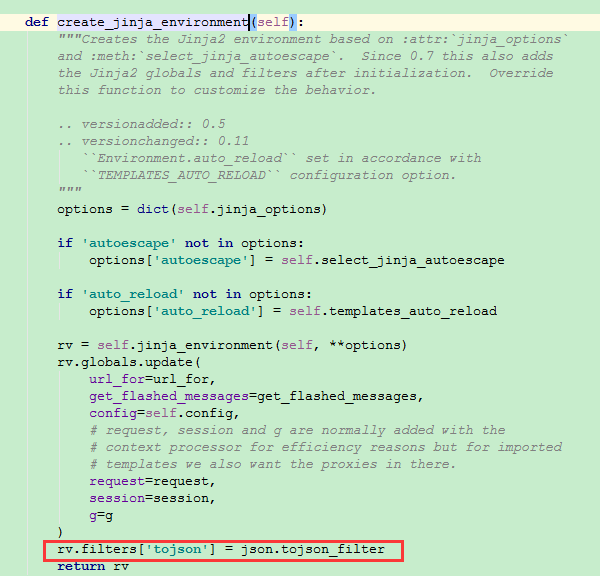 def create_jinja_environment(self):
    """Creates the Jinja2 environment based on :attr:`jinja_options`
    and :meth:`select_jinja_autoescape`.  Since 0.7 this also adds
    the Jinja2 globals and filters after initialization.  Override
    this function to customize the behavior.

    .. versionadded:: 0.5
    .. versionchanged:: 0.11
       ``Environment.auto_reload`` set in accordance with
       ``TEMPLATES_AUTO_RELOAD`` configuration option.
    """
    options = dict(self.jinja_options)

    if 'autoescape' not in options:
        options['autoescape'] = self.select_jinja_autoescape

    if 'auto_reload' not in options:
        options['auto_reload'] = self.templates_auto_reload

    rv = self.jinja_environment(self, **options)
    rv.globals.update(
        url_for=url_for,
        get_flashed_messages=get_flashed_messages,
        config=self.config,
        # request, session and g are normally added with the
        # context processor for efficiency reasons but for imported
        # templates we also want the proxies in there.
        request=request,
        session=session,
        g=g
    )
    rv.filters['tojson'] = json.tojson_filter
    return rv